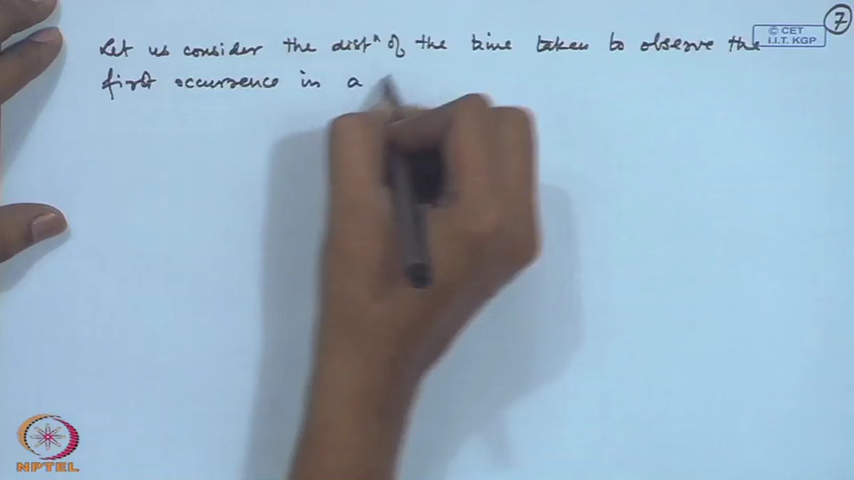 7
© CET
I.I.T. KGP
Let us consider the distⁿ of the time taken to observe the
first occurrence in a
NPTEL